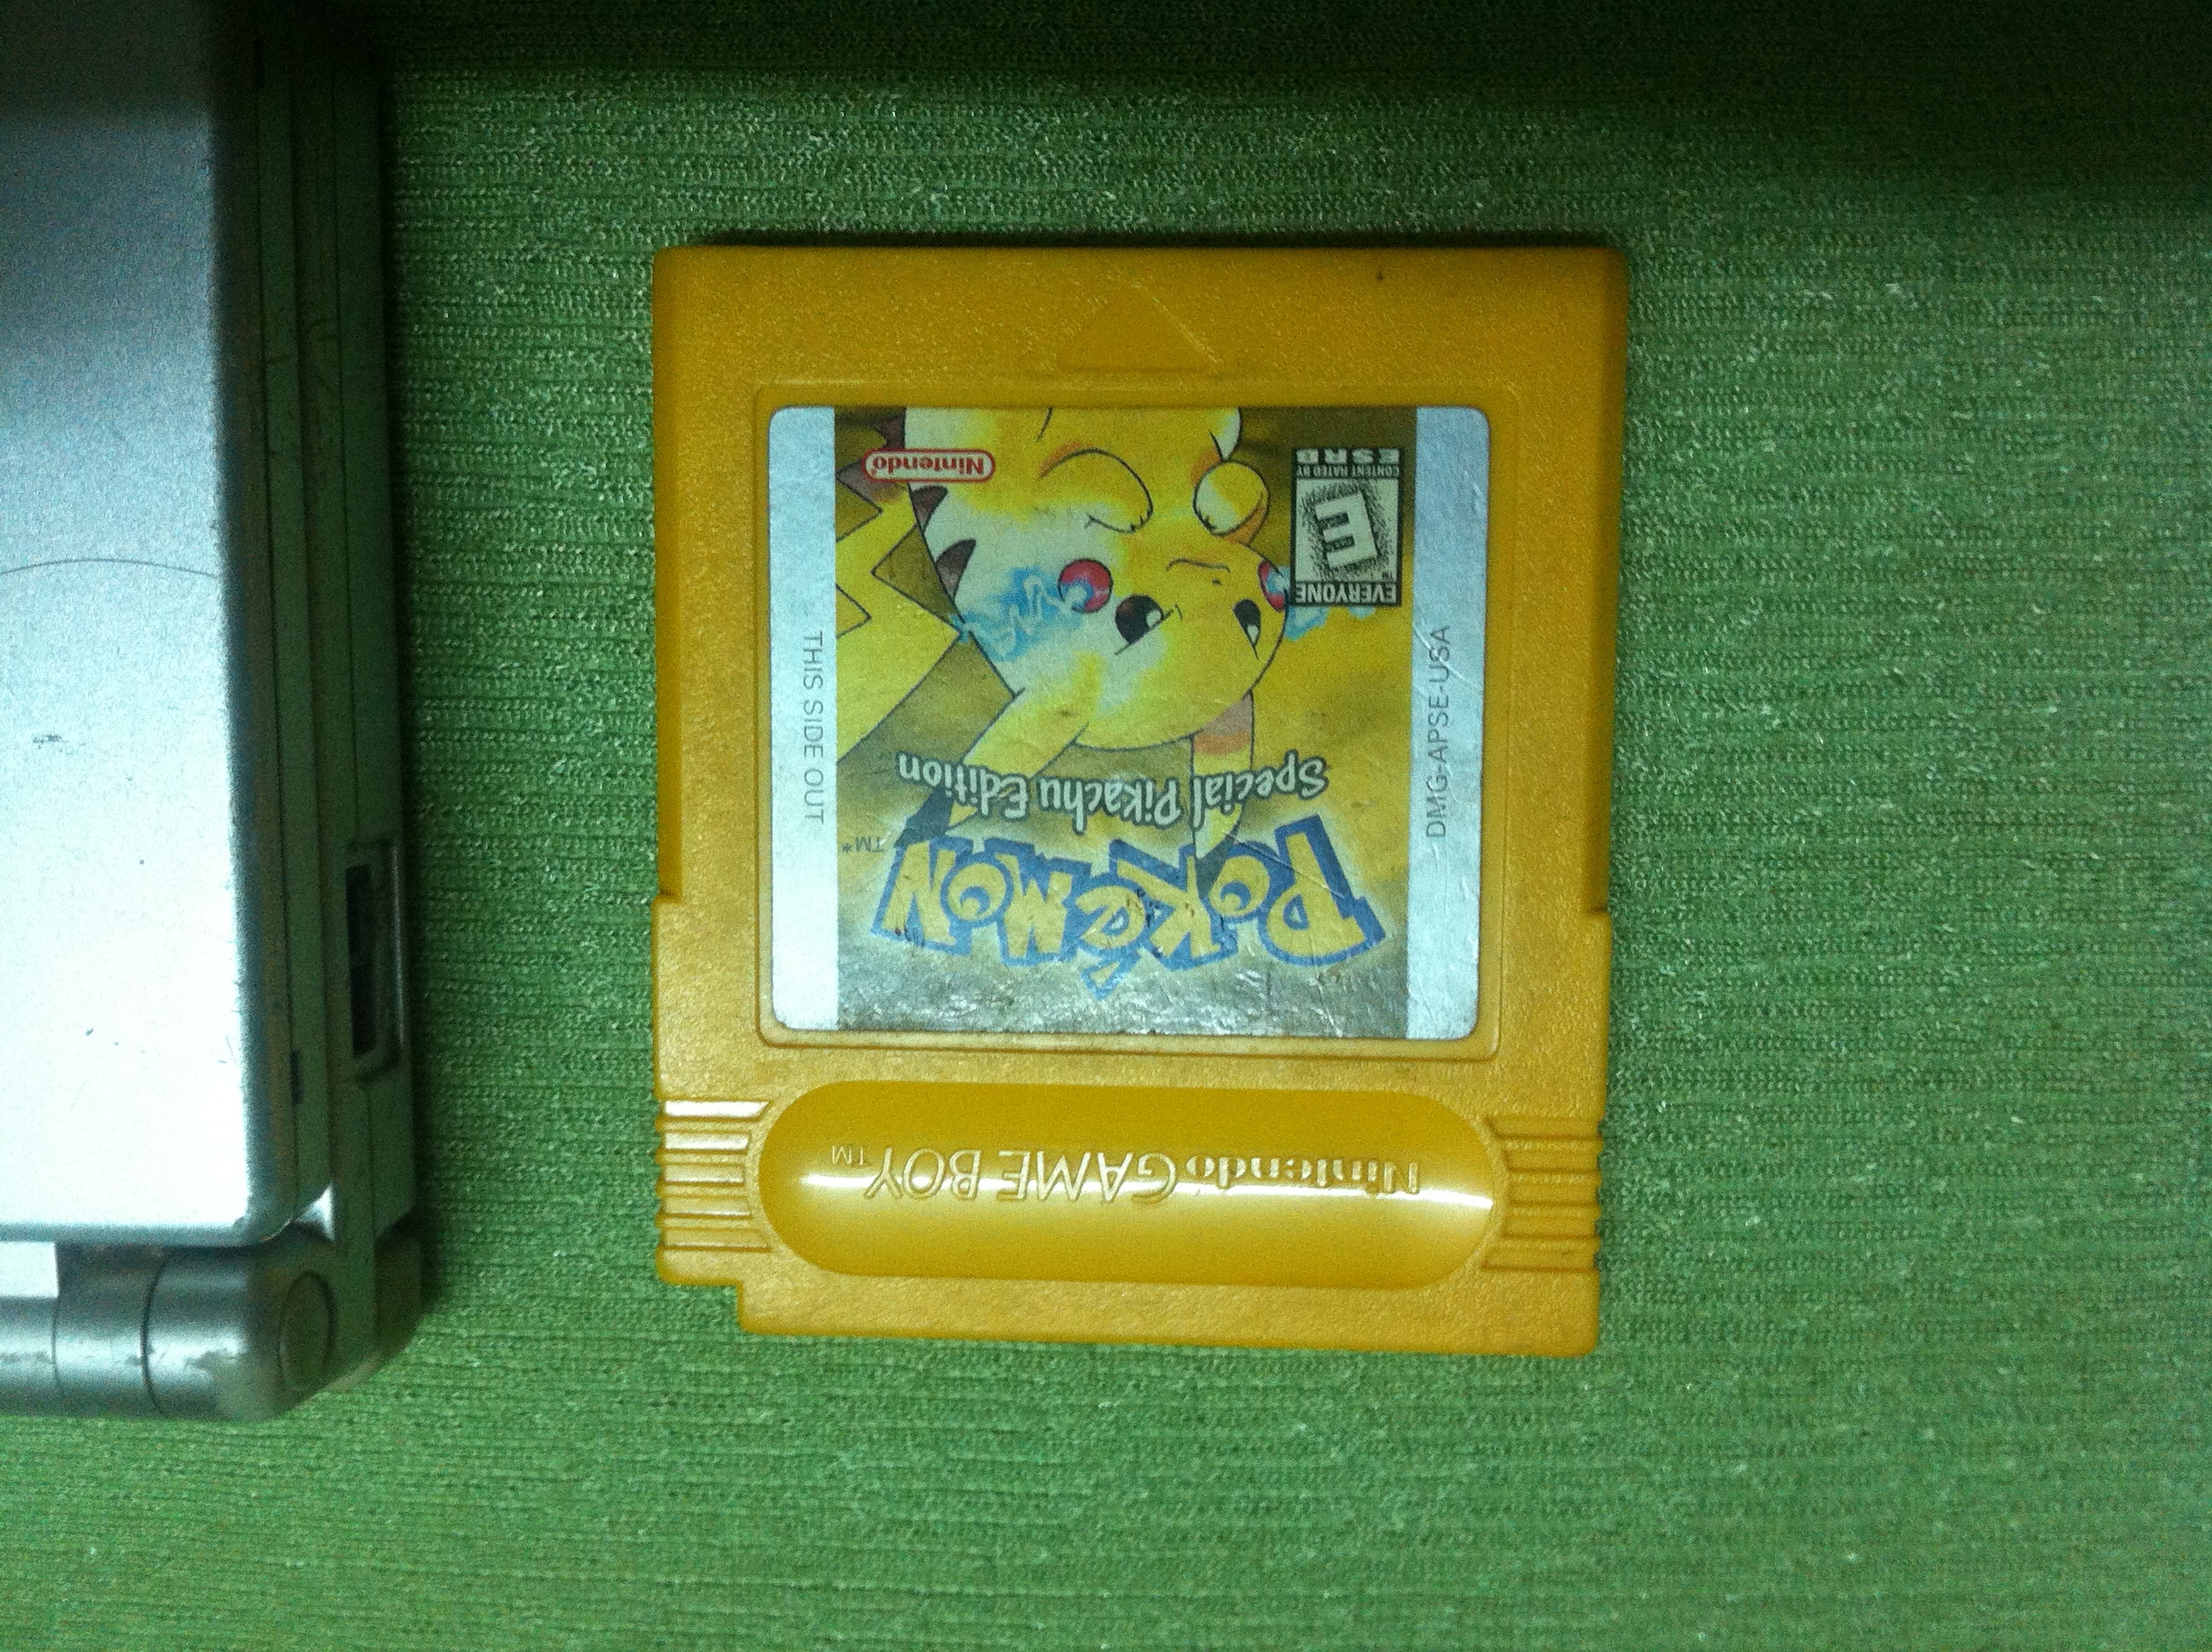 Nintendo GAME BOY™
POKéMON
™*
Special Pikachu Edition
DMG-APSE-USA
THIS SIDE OUT
EVERYONE
™
E
CONTENT RATED BY
ESRB
Nintendo®